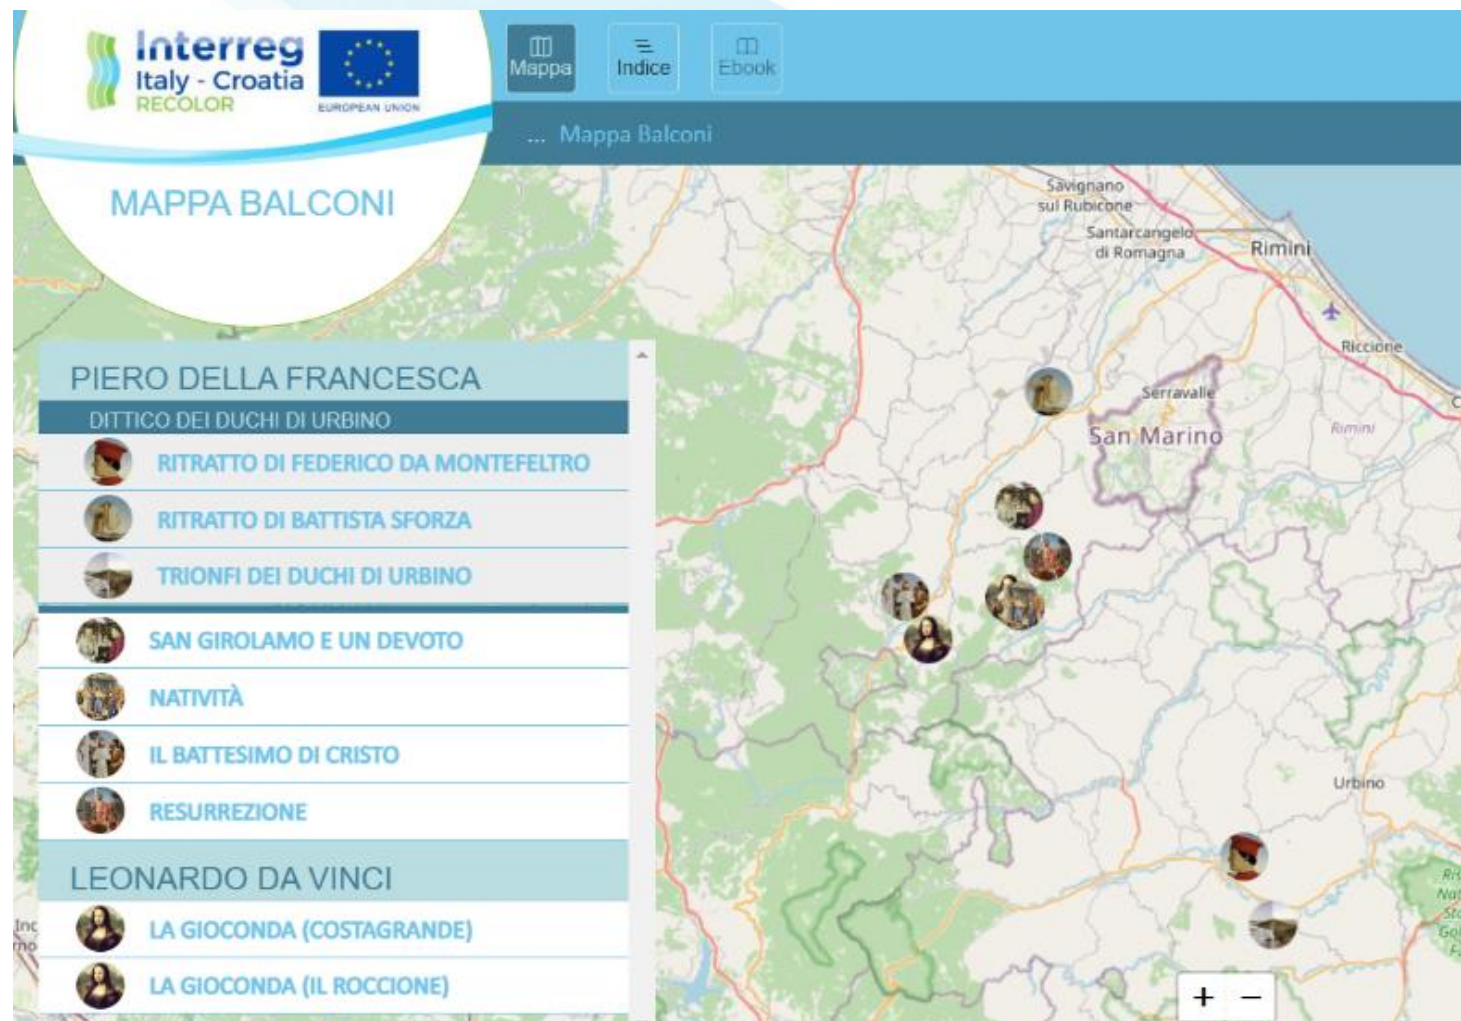 Interreg
Italy - Croatia
RECOLOR
EUROPEAN UNION
Mappa
Indice
Ebook
... Mappa Balconi
MAPPA BALCONI
PIERO DELLA FRANCESCA
DITTICO DEI DUCHI DI URBINO
RITRATTO DI FEDERICO DA MONTEFELTRO
RITRATTO DI BATTISTA SFORZA
TRIONFI DEI DUCHI DI URBINO
SAN GIROLAMO E UN DEVOTO
NATIVITÀ
IL BATTESIMO DI CRISTO
RESURREZIONE
LEONARDO DA VINCI
LA GIOCONDA (COSTAGRANDE)
LA GIOCONDA (IL ROCCIONE)
Savignano
sul Rubicone
Santarcangelo
di Romagna
Rimini
Riccione
Serravalle
San Marino
Rimini
Urbino
+ −